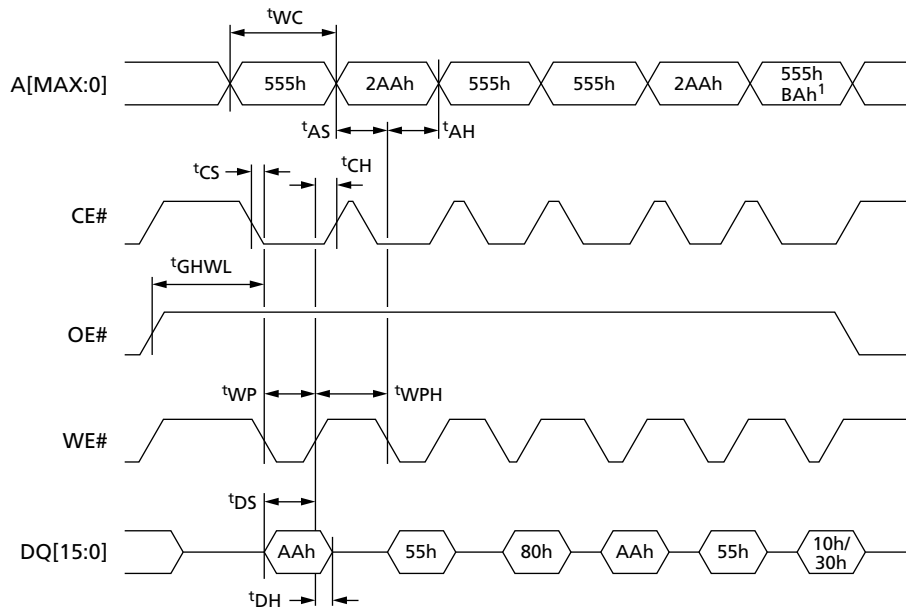 tWC
A[MAX:0] 555h 2AAh 555h 555h 2AAh 555h
BAh1
tAS tAH
tCS tCH
CE#
tGHWL
OE#
tWP tWPH
WE#
tDS
DQ[15:0] AAh 55h 80h AAh 55h 10h/
30h
tDH